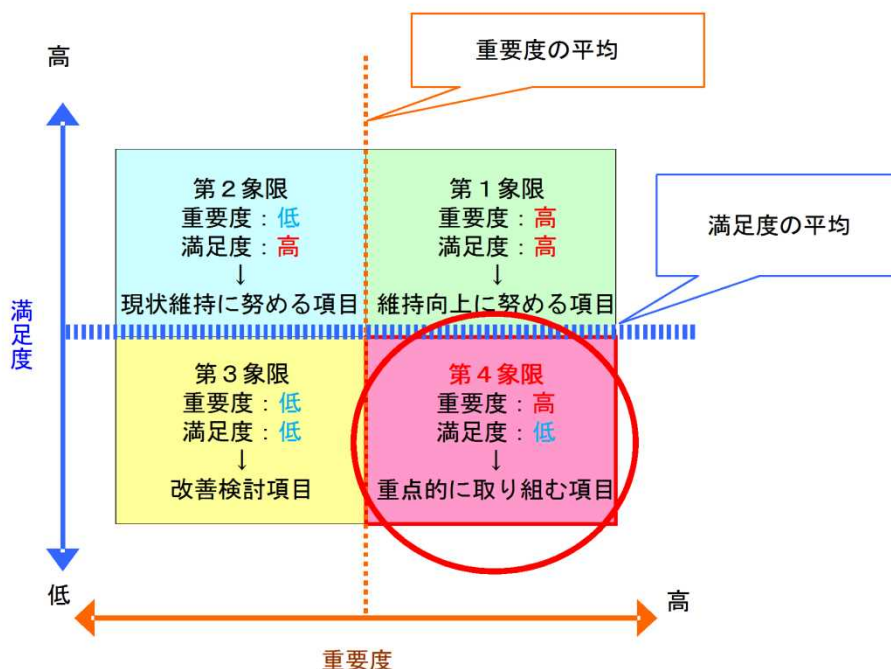 重要度の平均
高
満足度の平均
第２象限
重要度：低
満足度：高
↓
現状維持に努める項目
第１象限
重要度：高
満足度：高
↓
維持向上に努める項目
満足度
第３象限
重要度：低
満足度：低
↓
改善検討項目
第４象限
重要度：高
満足度：低
↓
重点的に取り組む項目
低
高
重要度